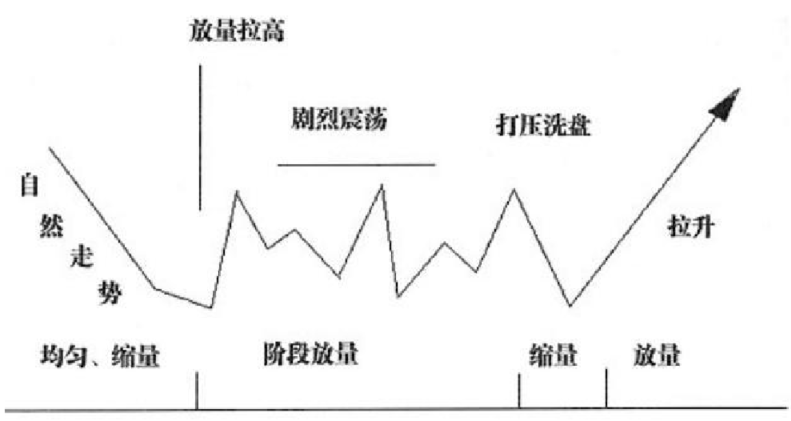 放量拉高
剧烈震荡
打压洗盘
自然走势
拉升
均匀、缩量
阶段放量
缩量
放量